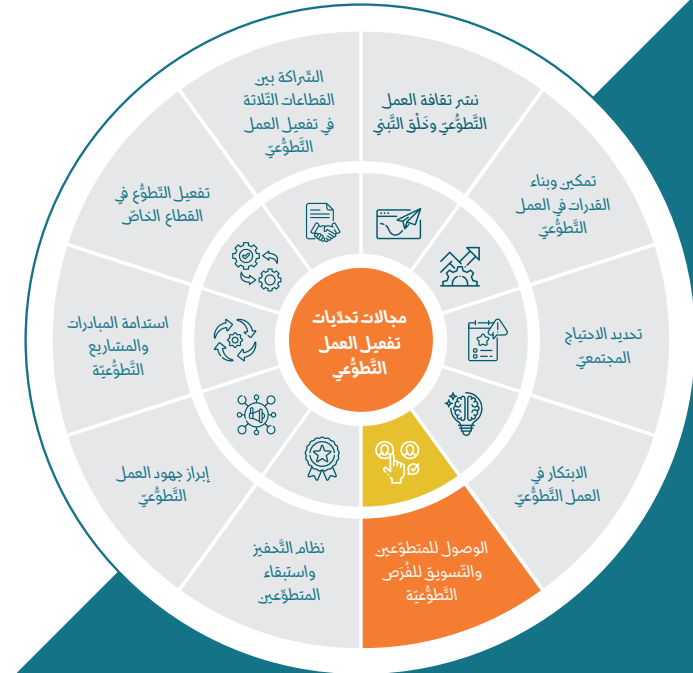 مجالات تحدّيات
تفعيل العمل
التَّطوُّعي
نشر ثقافة العمل
التَّطوُّعيّ وخَلْق التَّبني
تمكين وبناء
القدرات في العمل
التَّطوُّعيّ
تحديد الاحتياج
المجتمعيّ
الابتكار في
العمل التَّطوُّعيّ
الوصول للمتطوّعين
والتّسويق للفُرَص
التَّطوُّعيّة
نظام التَّحفيز
واستبقاء
المتطوِّعين
إبراز جهود العمل
التَّطوُّعيّ
استدامة المبادرات
والمشاريع
التَّطوُّعيّة
تفعيل التَّطوُّع في
القطاع الخاصّ
الشّراكة بين
القطاعات الثّلاثة
في تفعيل العمل
التَّطوُّعيّ